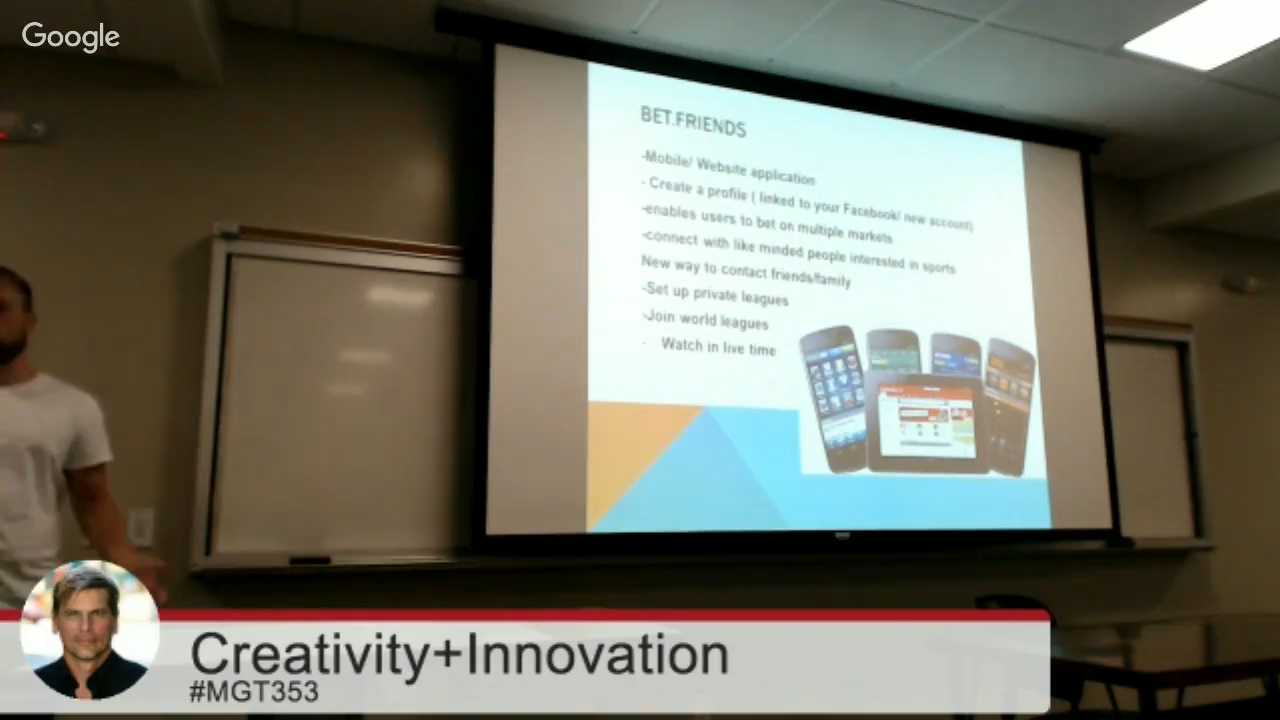 Google
BET.FRIENDS
-Mobile/ Website application
- Create a profile ( linked to your Facebook/ new account)
-enables users to bet on multiple markets
-connect with like minded people interested in sports
New way to contact friends/family
-Set up private leagues
-Join world leagues
- Watch in live time
Creativity+Innovation
#MGT353